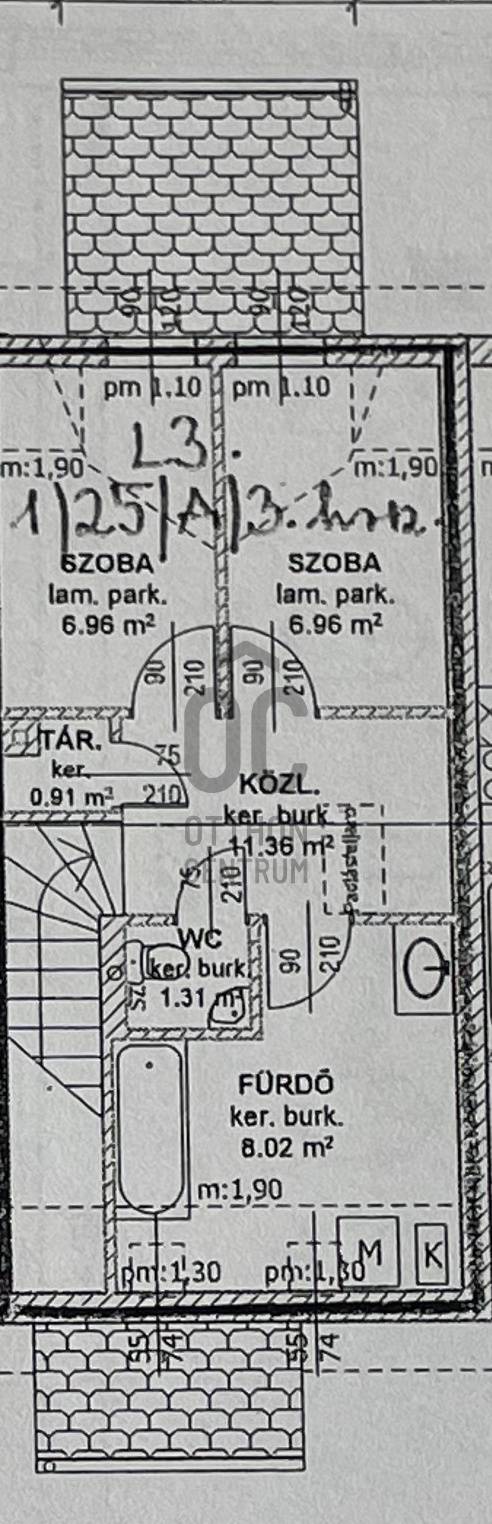 90 120 90 120
pm 1.10 pm 1.10
L3.
m:1,90 m:1,90 m
1/25/A/3. hrsz.
SZOBA SZOBA
lam. park. lam. park.
6.96 m² 6.96 m²
90 210 90 210
OC
TÁR.
ker.
0.91 m²
75
210
KÖZL.
ker. burk
11.36 m²
OTTHON
CENTRUM
padláslépcső
75 210
WC
ker. burk
1.31 m²
SZ
90 210
FÜRDŐ
ker. burk.
8.02 m²
m:1,90
M K
pm:1,30 pm:1,30
55 74 55 74